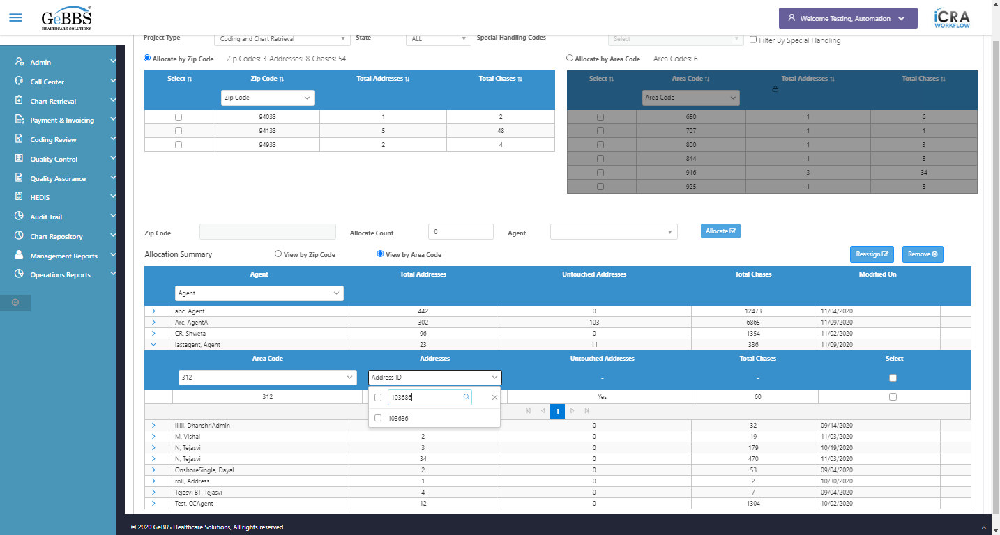 GeBBS
HEALTHCARE SOLUTIONS
Welcome Testing, Automation
iCRA
WORKFLOW
Admin
Call Center
Chart Retrieval
Payment & Invoicing
Coding Review
Quality Control
Quality Assurance
HEDIS
Audit Trail
Chart Repository
Management Reports
Operations Reports
Project Type Coding and Chart Retrieval State ALL Special Handling Codes Select Filter By Special Handling
Allocate by Zip Code Zip Codes: 3 Addresses: 8 Chases: 54
Select Zip Code Total Addresses Total Chases
Zip Code
94033 1 2
94133 5 48
94933 2 4
Allocate by Area Code Area Codes: 6
Select Area Code Total Addresses Total Chases
Area Code
650 1 6
707 1 1
800 1 3
844 1 5
916 3 34
925 1 5
Zip Code Allocate Count 0 Agent Allocate
Allocation Summary View by Zip Code View by Area Code Reassign Remove
Agent Total Addresses Untouched Addresses Total Chases Modified On
Agent
abc, Agent 442 0 12473 11/04/2020
Arc, AgentA 302 103 6865 11/09/2020
CR, Shweta 96 0 1354 11/02/2020
lastagent, Agent 23 11 336 11/09/2020
Area Code Addresses Untouched Addresses Total Chases Select
312 Address ID - -
103686
312 Yes 60
1
103686
DhanshriAdmin 0 32 09/14/2020
M, Vishal 2 0 19 11/03/2020
N, Tejasvi 3 0 179 10/19/2020
N, Tejasvi 34 0 470 11/03/2020
OnshoreSingle, Dayal 2 0 53 09/04/2020
roll, Address 1 0 2 10/30/2020
Tejasvi BT, Tejasvi 4 0 7 09/04/2020
Test, CCAgent 12 0 1304 10/02/2020
© 2020 GeBBS Healthcare Solutions, All rights reserved.